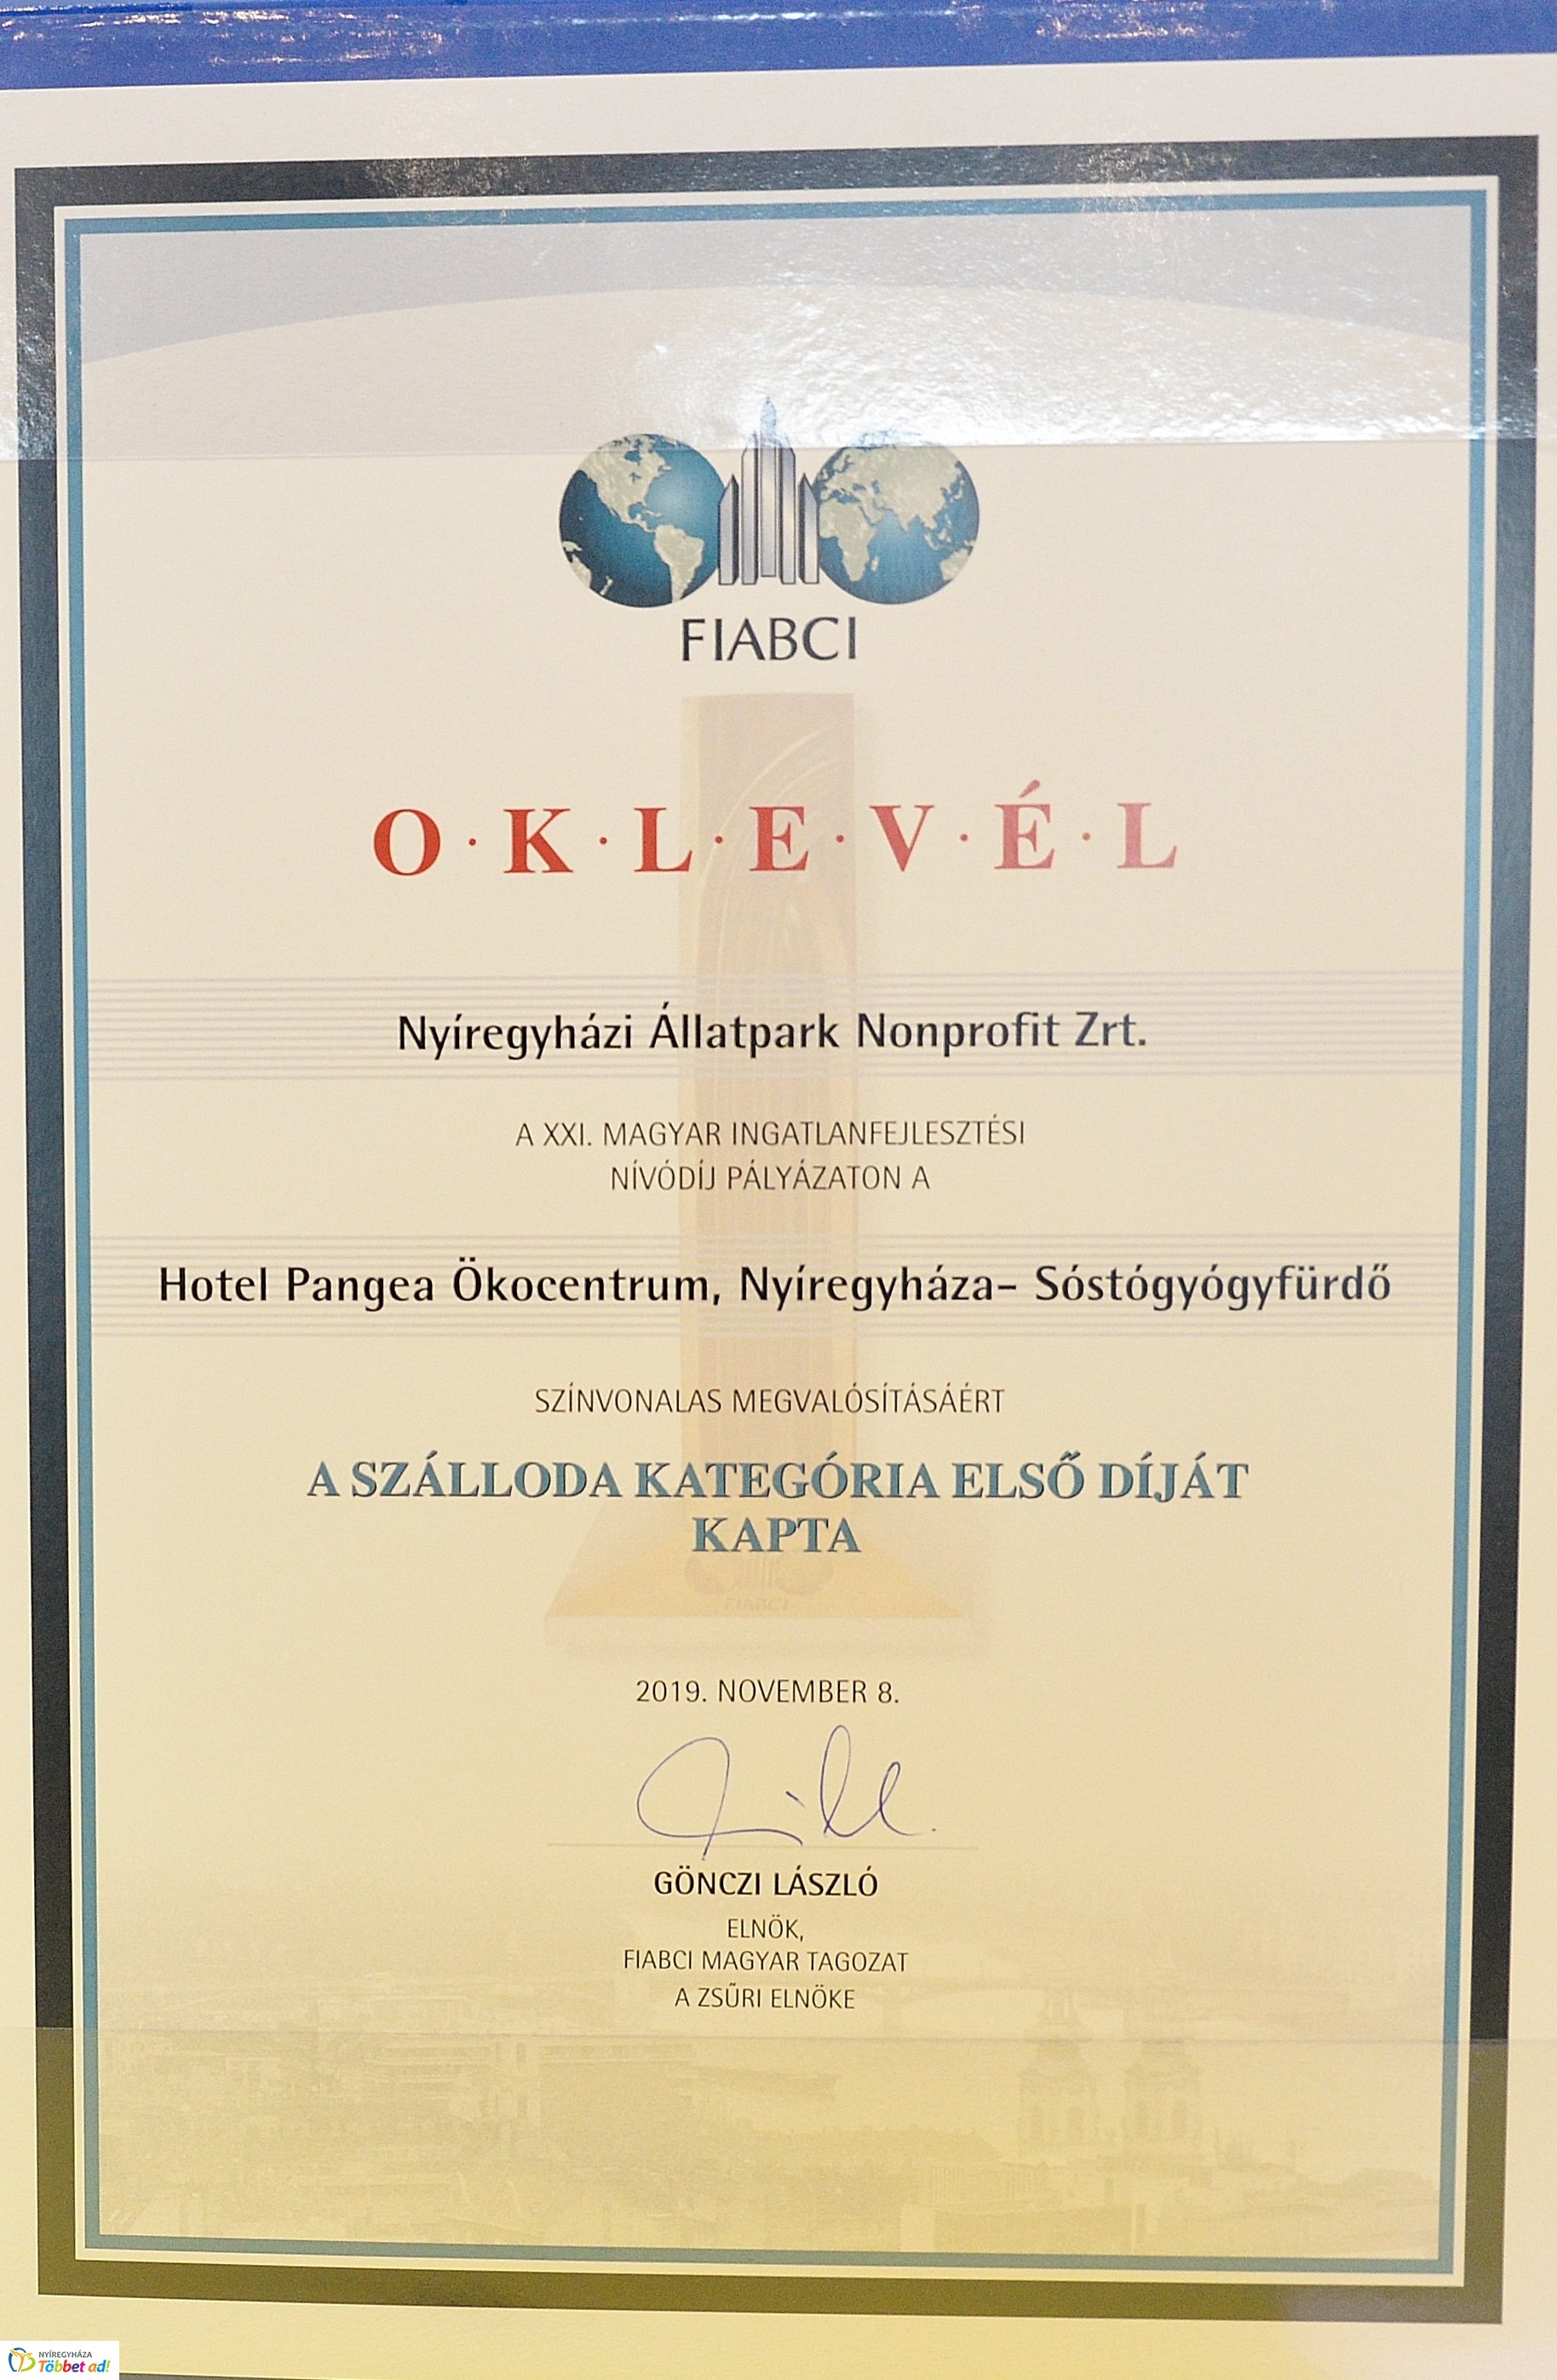 FIABCI
O·K·L·E·V·É·L
Nyíregyházi Állatpark Nonprofit Zrt.
A XXI. MAGYAR INGATLANFEJLESZTÉSI
NÍVÓDÍJ PÁLYÁZATON A
Hotel Pangea Ökocentrum, Nyíregyháza- Sóstógyógyfürdő
SZÍNVONALAS MEGVALÓSÍTÁSÁÉRT
A SZÁLLODA KATEGÓRIA ELSŐ DÍJÁT
KAPTA
FIABCI
2019. NOVEMBER 8.
GÖNCZI LÁSZLÓ
ELNÖK,
FIABCI MAGYAR TAGOZAT
A ZSŰRI ELNÖKE
NYÍREGYHÁZA
Többet ad!